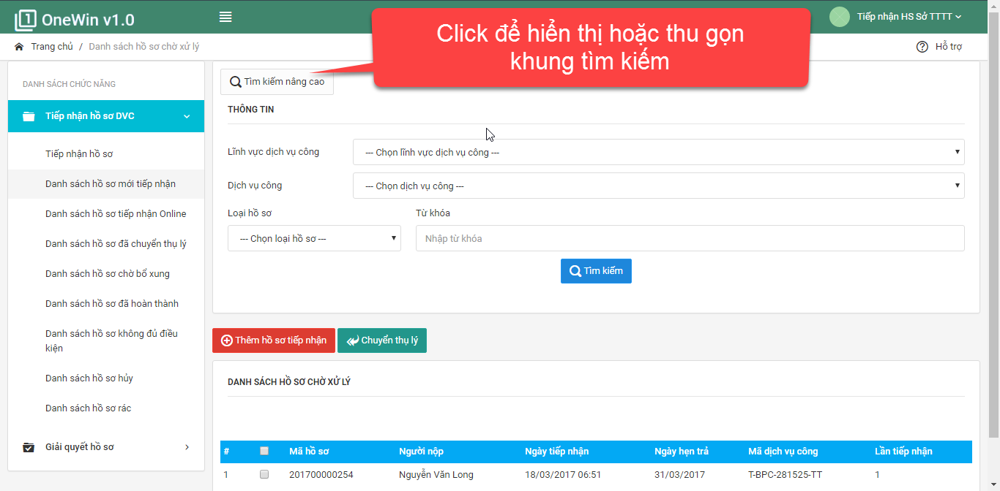 OneWin v1.0
Tiếp nhận HS Sở TTTT
Click để hiển thị hoặc thu gọn
khung tìm kiếm
Trang chủ / Danh sách hồ sơ chờ xử lý
Hỗ trợ
DANH SÁCH CHỨC NĂNG
Tiếp nhận hồ sơ DVC
Tiếp nhận hồ sơ
Danh sách hồ sơ mới tiếp nhận
Danh sách hồ sơ tiếp nhận Online
Danh sách hồ sơ đã chuyển thụ lý
Danh sách hồ sơ chờ bổ xung
Danh sách hồ sơ đã hoàn thành
Danh sách hồ sơ không đủ điều
kiện
Danh sách hồ sơ hủy
Danh sách hồ sơ rác
Giải quyết hồ sơ
Tìm kiếm nâng cao
THÔNG TIN
Lĩnh vực dịch vụ công
--- Chọn lĩnh vực dịch vụ công ---
Dịch vụ công
--- Chọn dịch vụ công ---
Loại hồ sơ
Từ khóa
--- Chọn loại hồ sơ ---
Nhập từ khóa
Tìm kiếm
Thêm hồ sơ tiếp nhận
Chuyển thụ lý
DANH SÁCH HỒ SƠ CHỜ XỬ LÝ
# Mã hồ sơ Người nộp Ngày tiếp nhận Ngày hẹn trả Mã dịch vụ công Lần tiếp nhận
1 201700000254 Nguyễn Văn Long 18/03/2017 06:51 31/03/2017 T-BPC-281525-TT 1